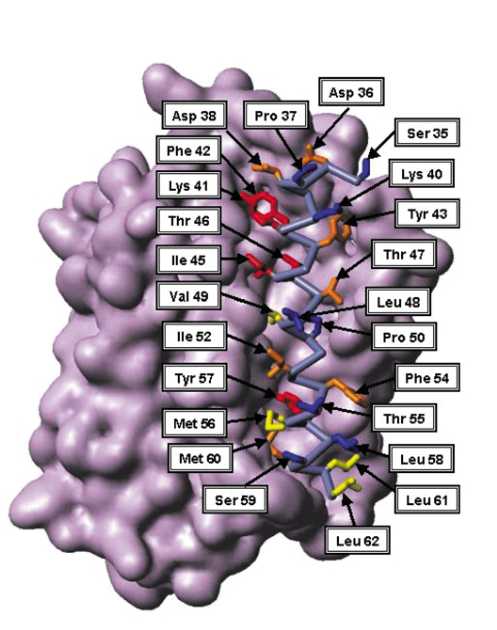 Asp 36
Asp 38
Pro 37
Ser 35
Phe 42
Lys 40
Lys 41
Tyr 43
Thr 46
Thr 47
Ile 45
Val 49
Leu 48
Ile 52
Pro 50
Tyr 57
Phe 54
Met 56
Thr 55
Met 60
Leu 58
Ser 59
Leu 61
Leu 62